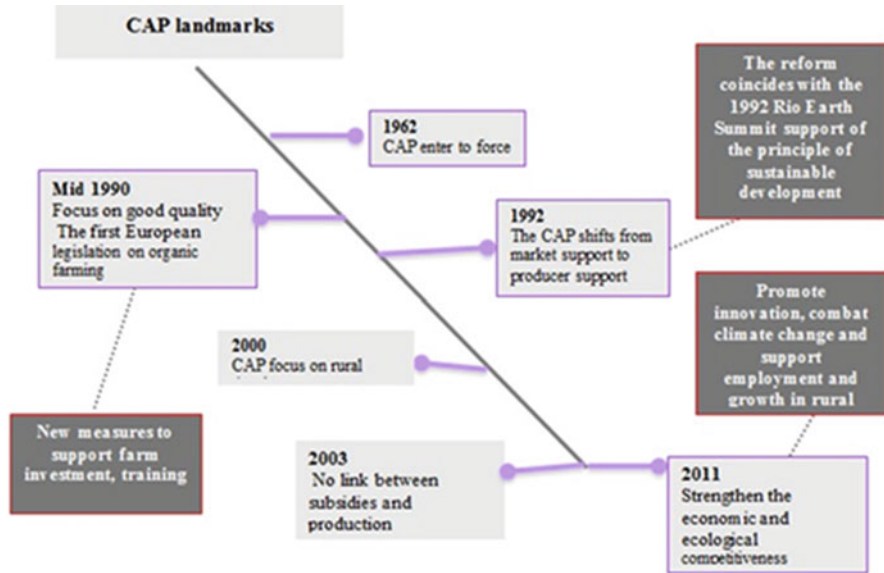 CAP landmarks
1962
CAP enter to force
The reform
coincides with the
1992 Rio Earth
Summit support of
the principle of
sustainable
development
Mid 1990
Focus on good quality
The first European
legislation on organic
farming
1992
The CAP shifts from
market support to
producer support
Promote
innovation, combat
climate change and
support
employment and
growth in rural
2000
CAP focus on rural
New measures to
support farm
investment, training
2003
No link between
subsidies and
production
2011
Strengthen the
economic and
ecological
competitiveness